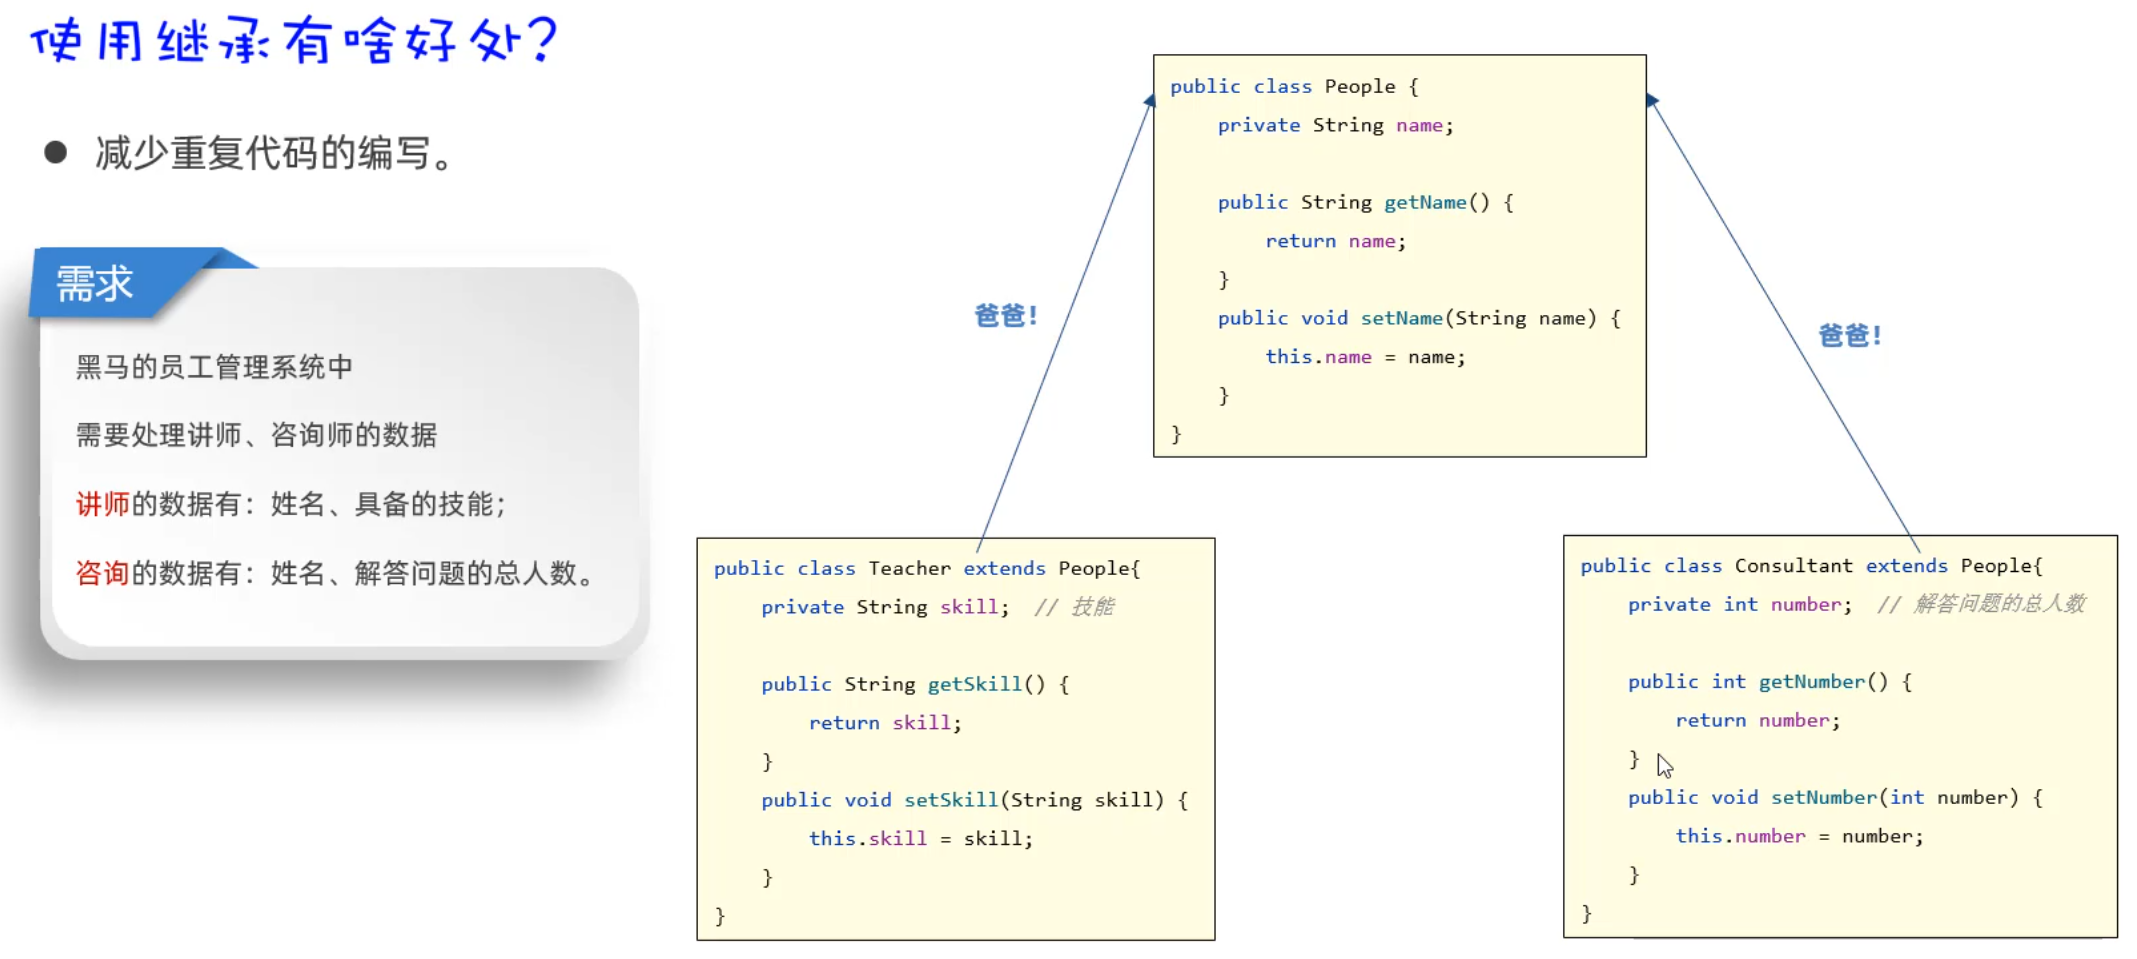 使用继承有啥好处?
● 减少重复代码的编写。
需求
黑马的员工管理系统中
需要处理讲师、咨询师的数据
讲师的数据有：姓名、具备的技能；
咨询的数据有：姓名、解答问题的总人数。
public class People {
    private String name;
    public String getName() {
        return name;
    }
    public void setName(String name) {
        this.name = name;
    }
}
爸爸!
爸爸!
public class Teacher extends People{
    private String skill;  // 技能
    public String getSkill() {
        return skill;
    }
    public void setSkill(String skill) {
        this.skill = skill;
    }
}
public class Consultant extends People{
    private int number;  // 解答问题的总人数
    public int getNumber() {
        return number;
    }
    public void setNumber(int number) {
        this.number = number;
    }
}